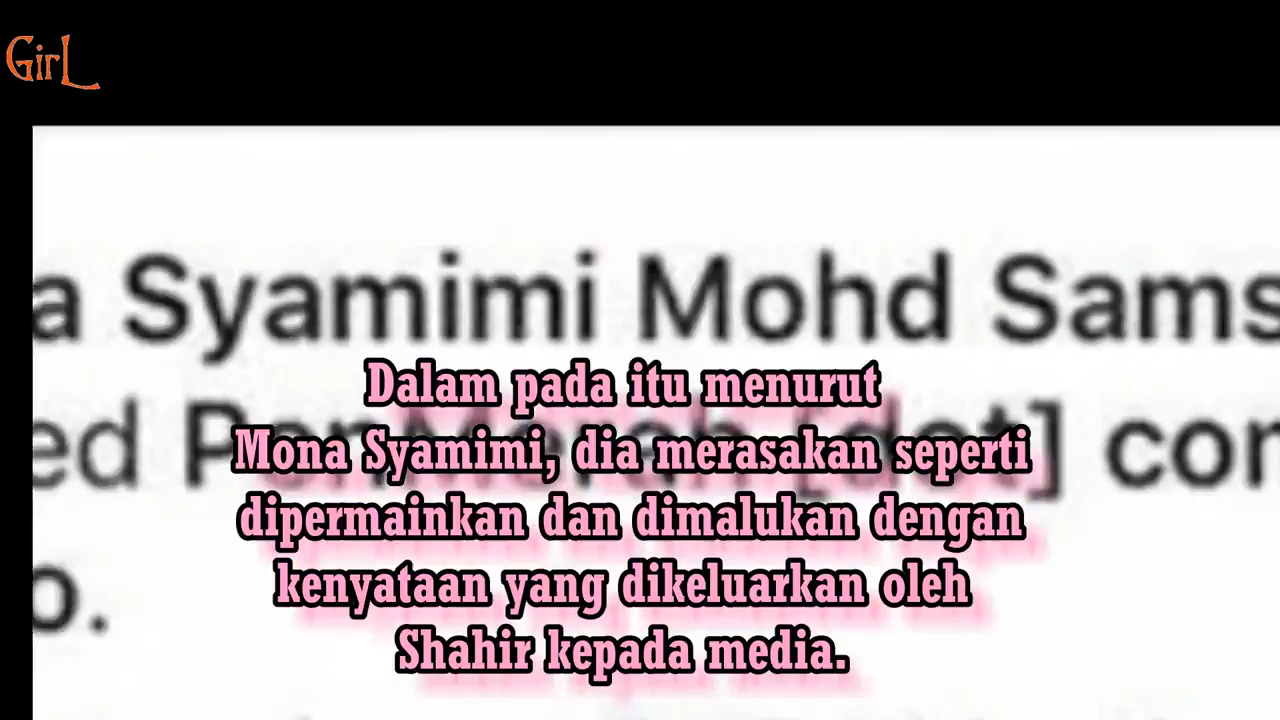 GirL
a Syamimi Mohd Sams
Dalam pada itu menurut
ed
con
Mona Syamimi, dia merasakan seperti
dipermainkan dan dimalukan dengan
kenyataan yang dikeluarkan oleh
o.
Shahir kepada media.